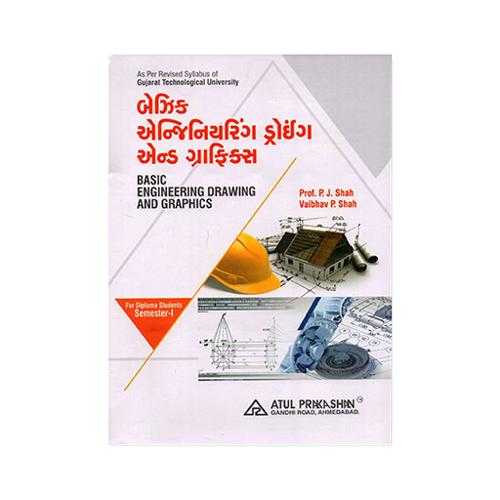 As Per Revised Syllabus of
Gujarat Technological University
બેઝિક
એન્જિનિયરિંગ ડ્રોઈંગ
એન્ડ ગ્રાફિક્સ
BASIC
ENGINEERING DRAWING
AND GRAPHICS
Prof. P. J. Shah
Vaibhav P. Shah
For Diploma Students
Semester-I
ATUL PRAKASHAN
GANDHI ROAD, AHMEDABAD.